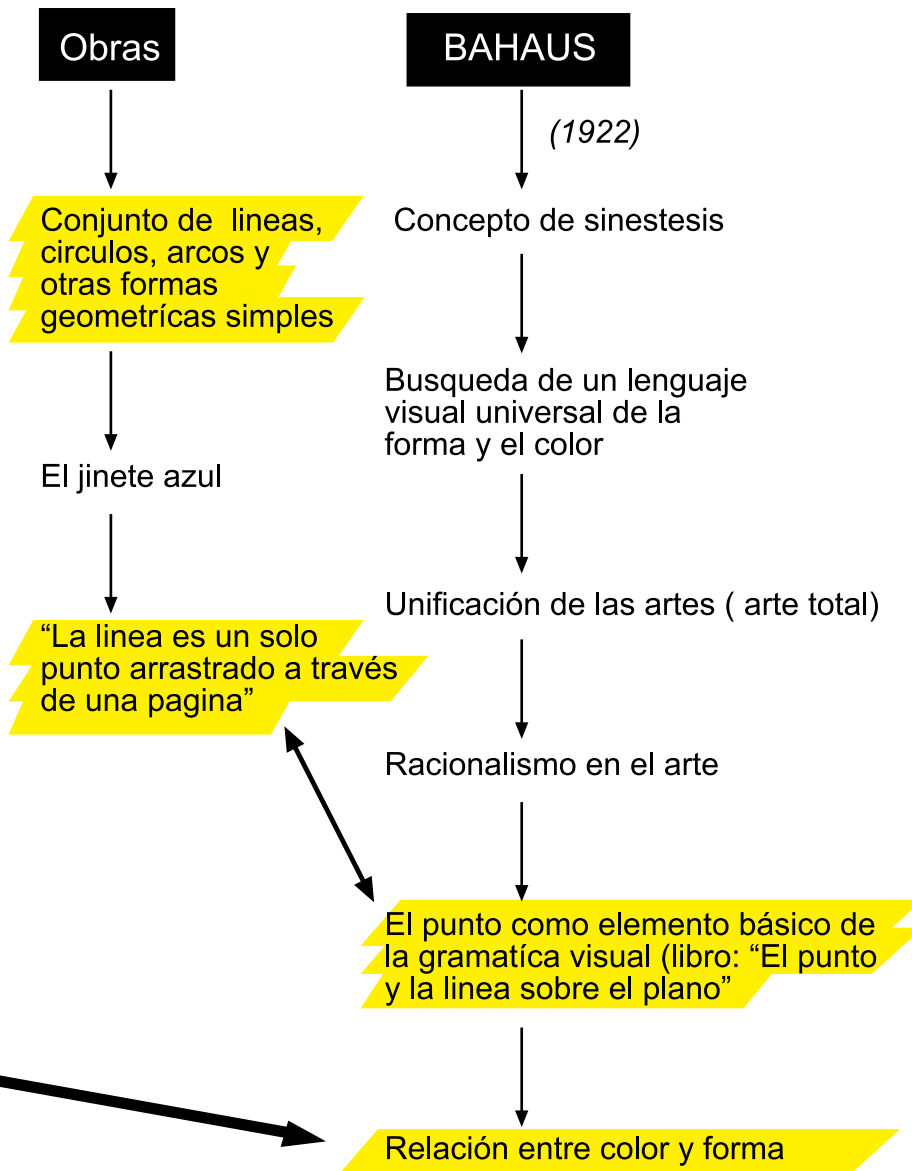 Obras
Conjunto de lineas,
circulos, arcos y
otras formas
geometrícas simples
El jinete azul
“La linea es un solo
punto arrastrado a través
de una pagina”
BAHAUS
(1922)
Concepto de sinestesis
Busqueda de un lenguaje
visual universal de la
forma y el color
Unificación de las artes ( arte total)
Racionalismo en el arte
El punto como elemento básico de
la gramatíca visual (libro: “El punto
y la linea sobre el plano”
Relación entre color y forma